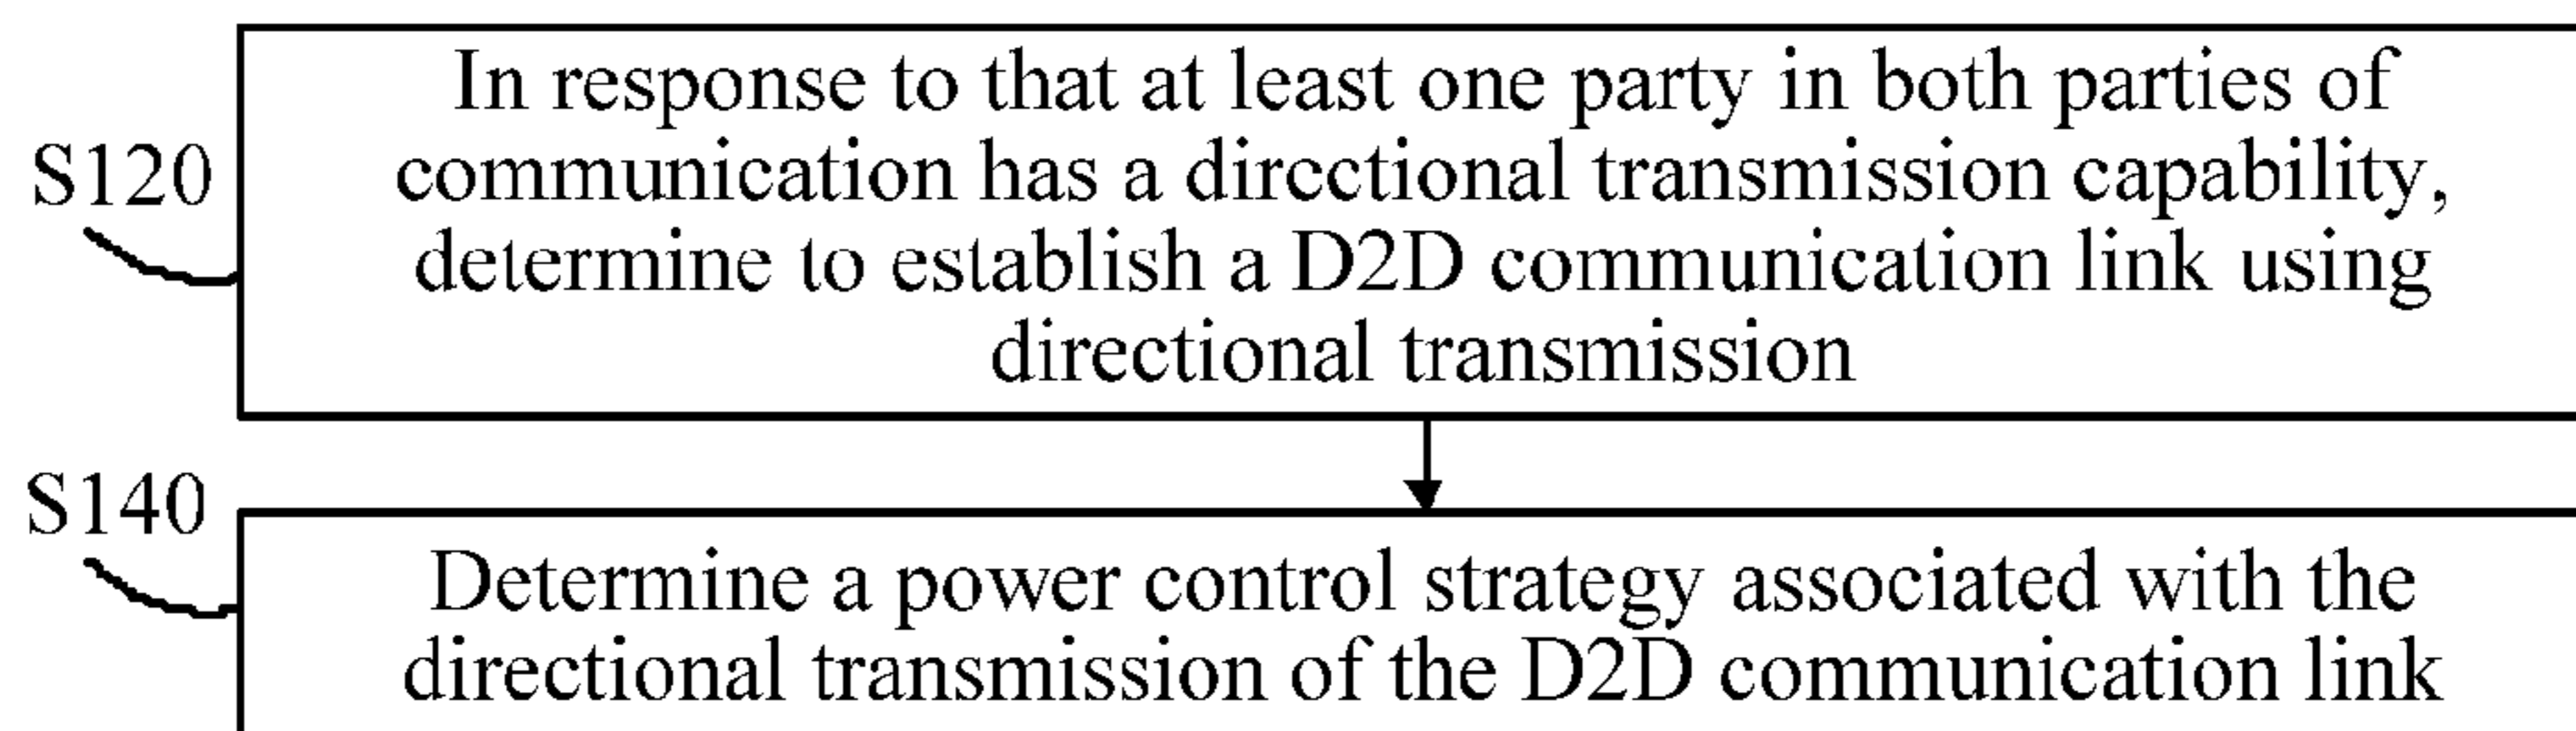 S120
In response to that at least one party in both parties of
communication has a directional transmission capability,
determine to establish a D2D communication link using
directional transmission
S140
Determine a power control strategy associated with the
directional transmission of the D2D communication link